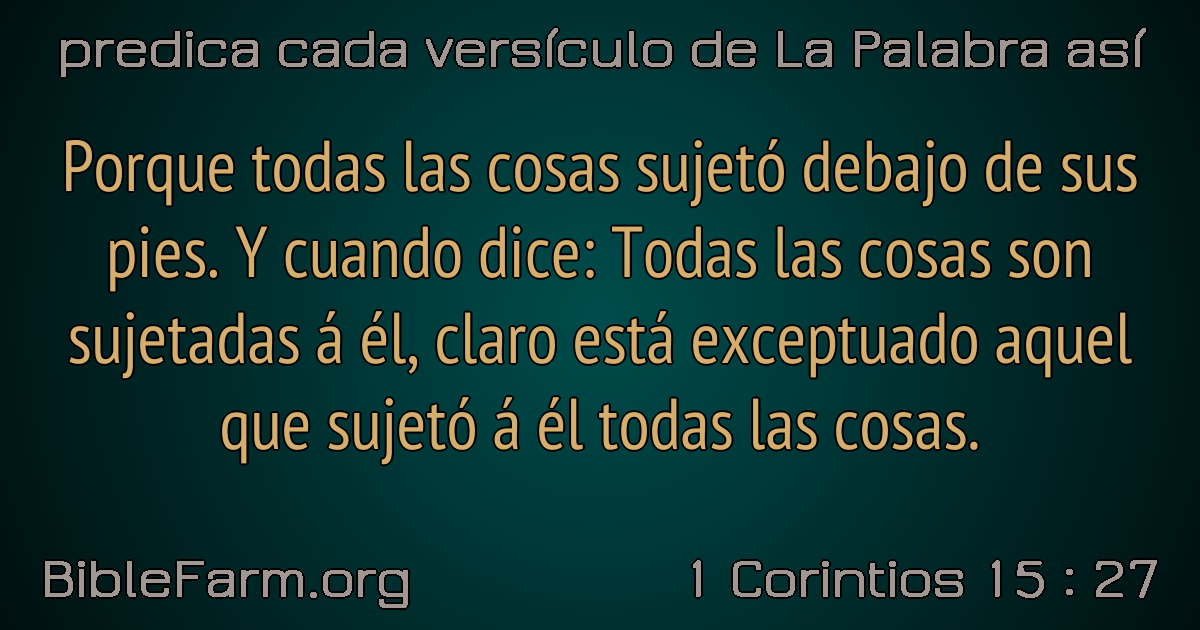 predica cada versículo de La Palabra así
Porque todas las cosas sujetó debajo de sus
pies. Y cuando dice: Todas las cosas son
sujetadas á él, claro está exceptuado aquel
que sujetó á él todas las cosas.
BibleFarm.org
1 Corintios 15 : 27